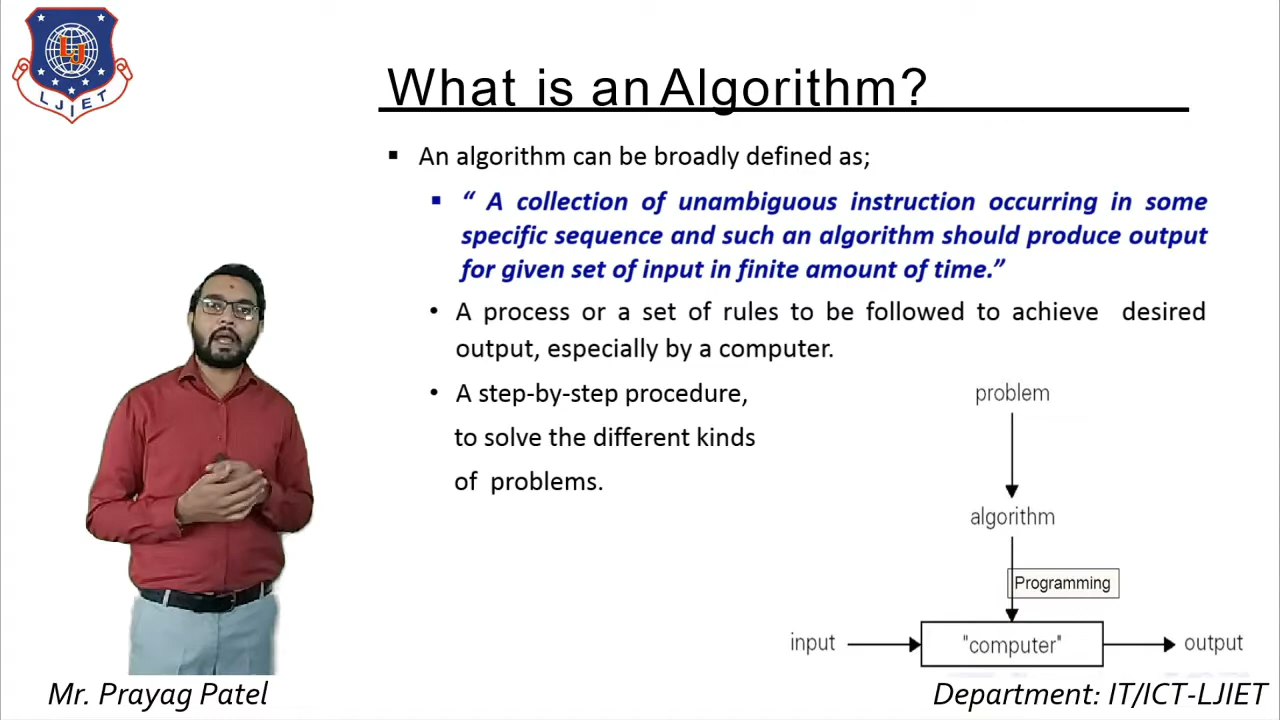 LJ
LJIET
What is an Algorithm?
▪ An algorithm can be broadly defined as;
▪ “ A collection of unambiguous instruction occurring in some
specific sequence and such an algorithm should produce output
for given set of input in finite amount of time.”
• A process or a set of rules to be followed to achieve desired
output, especially by a computer.
• A step-by-step procedure,
to solve the different kinds
of problems.
problem
algorithm
Programming
input
"computer"
output
Mr. Prayag Patel
Department: IT/ICT-LJIET